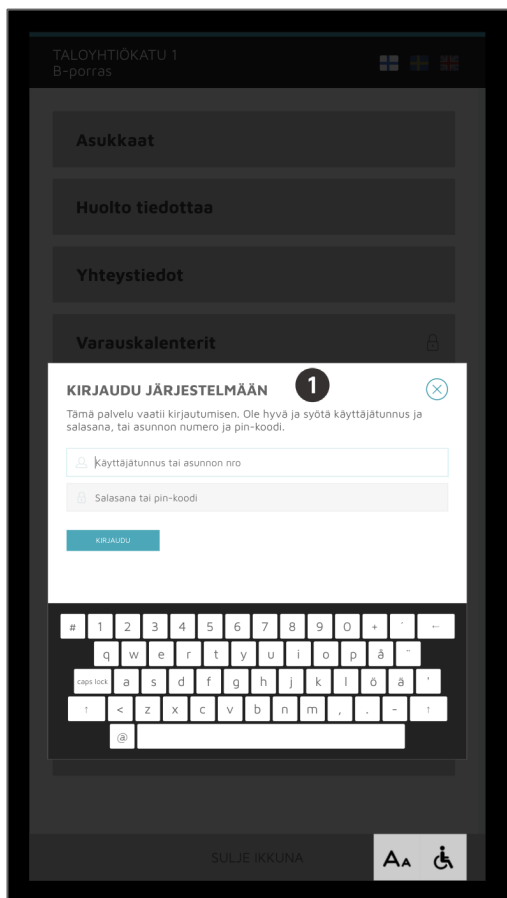 TALOYHTIÖKATU 1
B-porras
Asukkaat
Huolto tiedottaa
Yhteystiedot
Varauskalenterit
KIRJAUDU JÄRJESTELMÄÄN
1
Tämä palvelu vaatii kirjautumisen. Ole hyvä ja syötä käyttäjätunnus ja
salasana, tai asunnon numero ja pin-koodi.
Käyttäjätunnus tai asunnon nro
Salasana tai pin-koodi
KIRJAUDU
# 1 2 3 4 5 6 7 8 9 0 + ´ ←
q w e r t y u i o p å ¨
caps lock a s d f g h j k l ö ä '
↑ < z x c v b n m , . - ↑
@
SULJE IKKUNA
AA